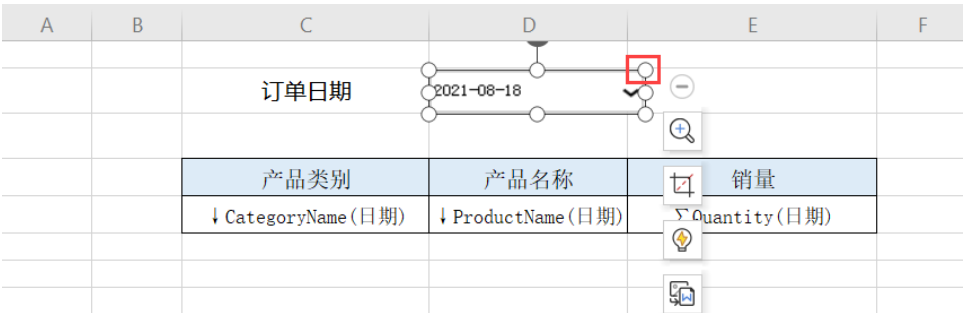 A B C D E F
订单日期 2021-08-18
产品类别 产品名称 销量
↓CategoryName(日期) ↓ProductName(日期) ∑Quantity(日期)